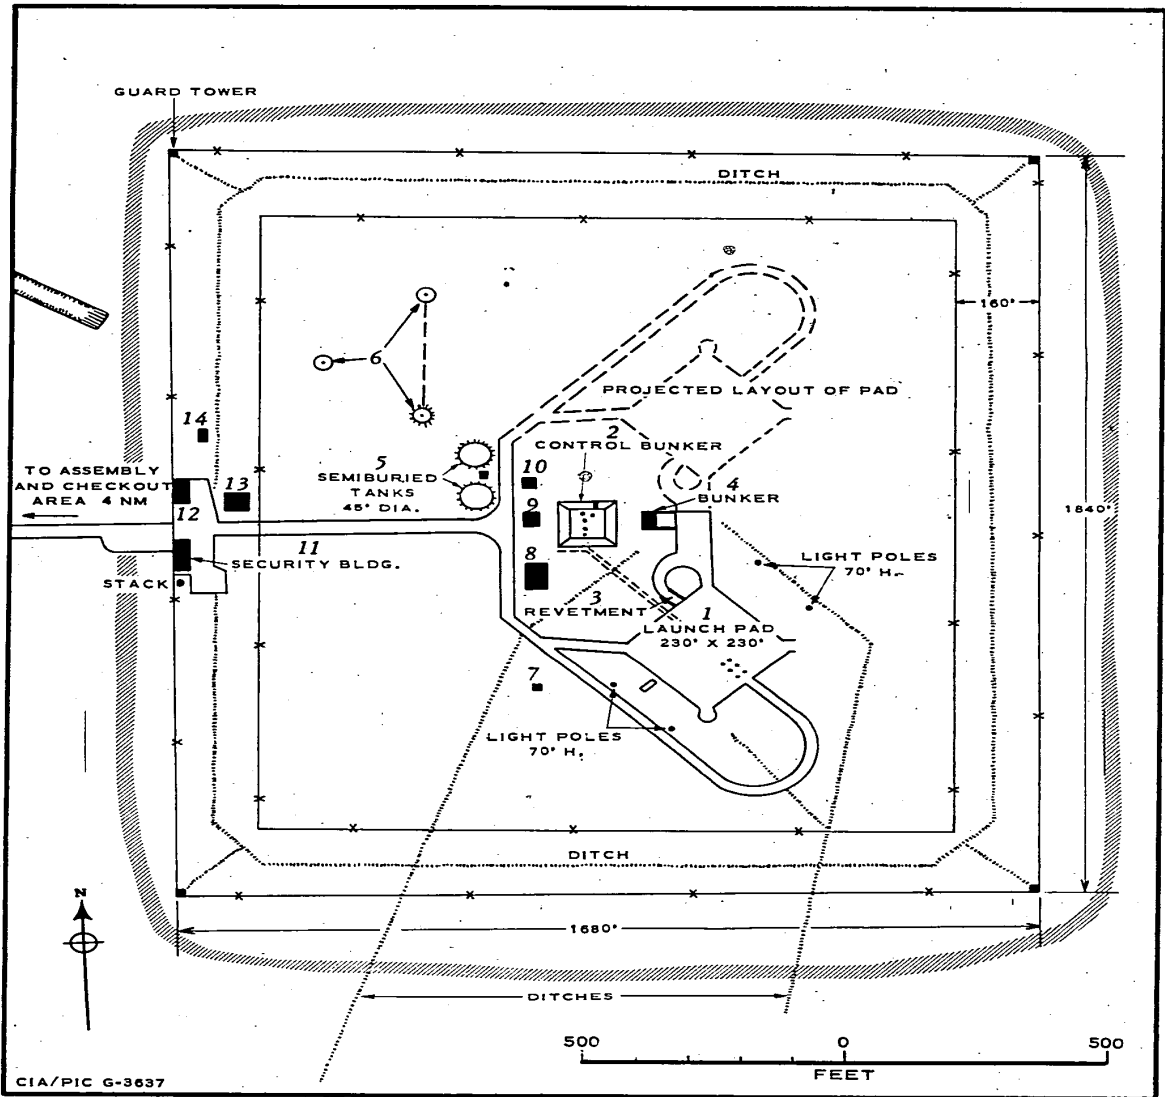 GUARD TOWER
DITCH
160'
6
PROJECTED LAYOUT OF PAD
14
2
CONTROL BUNKER
TO ASSEMBLY
AND CHECKOUT
AREA 4 NM
5
SEMIBURIED
TANKS
45' DIA.
10
4
BUNKER
13
12
9
1840'
11
SECURITY BLDG.
8
LIGHT POLES
70' H.
STACK
3
REVETMENT
1
LAUNCH PAD
230' X 230'
7
LIGHT POLES
70' H.
DITCH
N
1680'
DITCHES
500 0 500
FEET
CIA/PIC G-3637